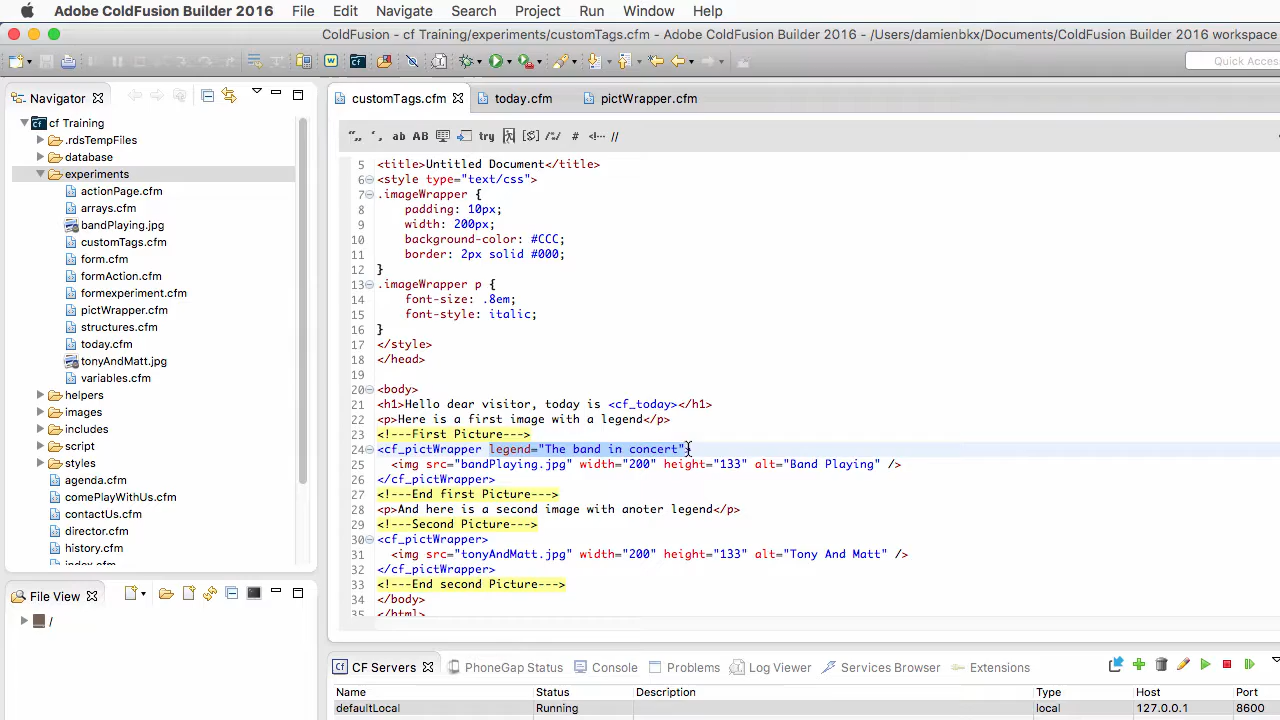 Adobe ColdFusion Builder 2016 File Edit Navigate Search Project Run Window Help
ColdFusion - cf Training/experiments/customTags.cfm - Adobe ColdFusion Builder 2016 - /Users/damienbkx/Documents/ColdFusion Builder 2016 workspace
Quick Acces
Navigator
cf Training
.rdsTempFiles
database
experiments
actionPage.cfm
arrays.cfm
bandPlaying.jpg
customTags.cfm
form.cfm
formAction.cfm
formexperiment.cfm
pictWrapper.cfm
structures.cfm
today.cfm
tonyAndMatt.jpg
variables.cfm
helpers
images
includes
script
styles
agenda.cfm
comePlayWithUs.cfm
contactUs.cfm
director.cfm
history.cfm
index.cfm
File View
/
customTags.cfm today.cfm pictWrapper.cfm
"„ ‘, ab AB try /*/ # <!-- //
5 <title>Untitled Document</title>
6 <style type="text/css">
7 .imageWrapper {
8 padding: 10px;
9 width: 200px;
10 background-color: #CCC;
11 border: 2px solid #000;
12 }
13 .imageWrapper p {
14 font-size: .8em;
15 font-style: italic;
16 }
17 </style>
18 </head>
19
20 <body>
21 <h1>Hello dear visitor, today is <cf_today></h1>
22 <p>Here is a first image with a legend</p>
23 <!---First Picture--->
24 <cf_pictWrapper legend="The band in concert">
25 <img src="bandPlaying.jpg" width="200" height="133" alt="Band Playing" />
26 </cf_pictWrapper>
27 <!---End first Picture--->
28 <p>And here is a second image with anoter legend</p>
29 <!---Second Picture--->
30 <cf_pictWrapper>
31 <img src="tonyAndMatt.jpg" width="200" height="133" alt="Tony And Matt" />
32 </cf_pictWrapper>
33 <!---End second Picture--->
34 </body>
35 </html>
CF Servers PhoneGap Status Console Problems Log Viewer Services Browser Extensions
Name Status Description Type Host Port
defaultLocal Running local 127.0.0.1 8600